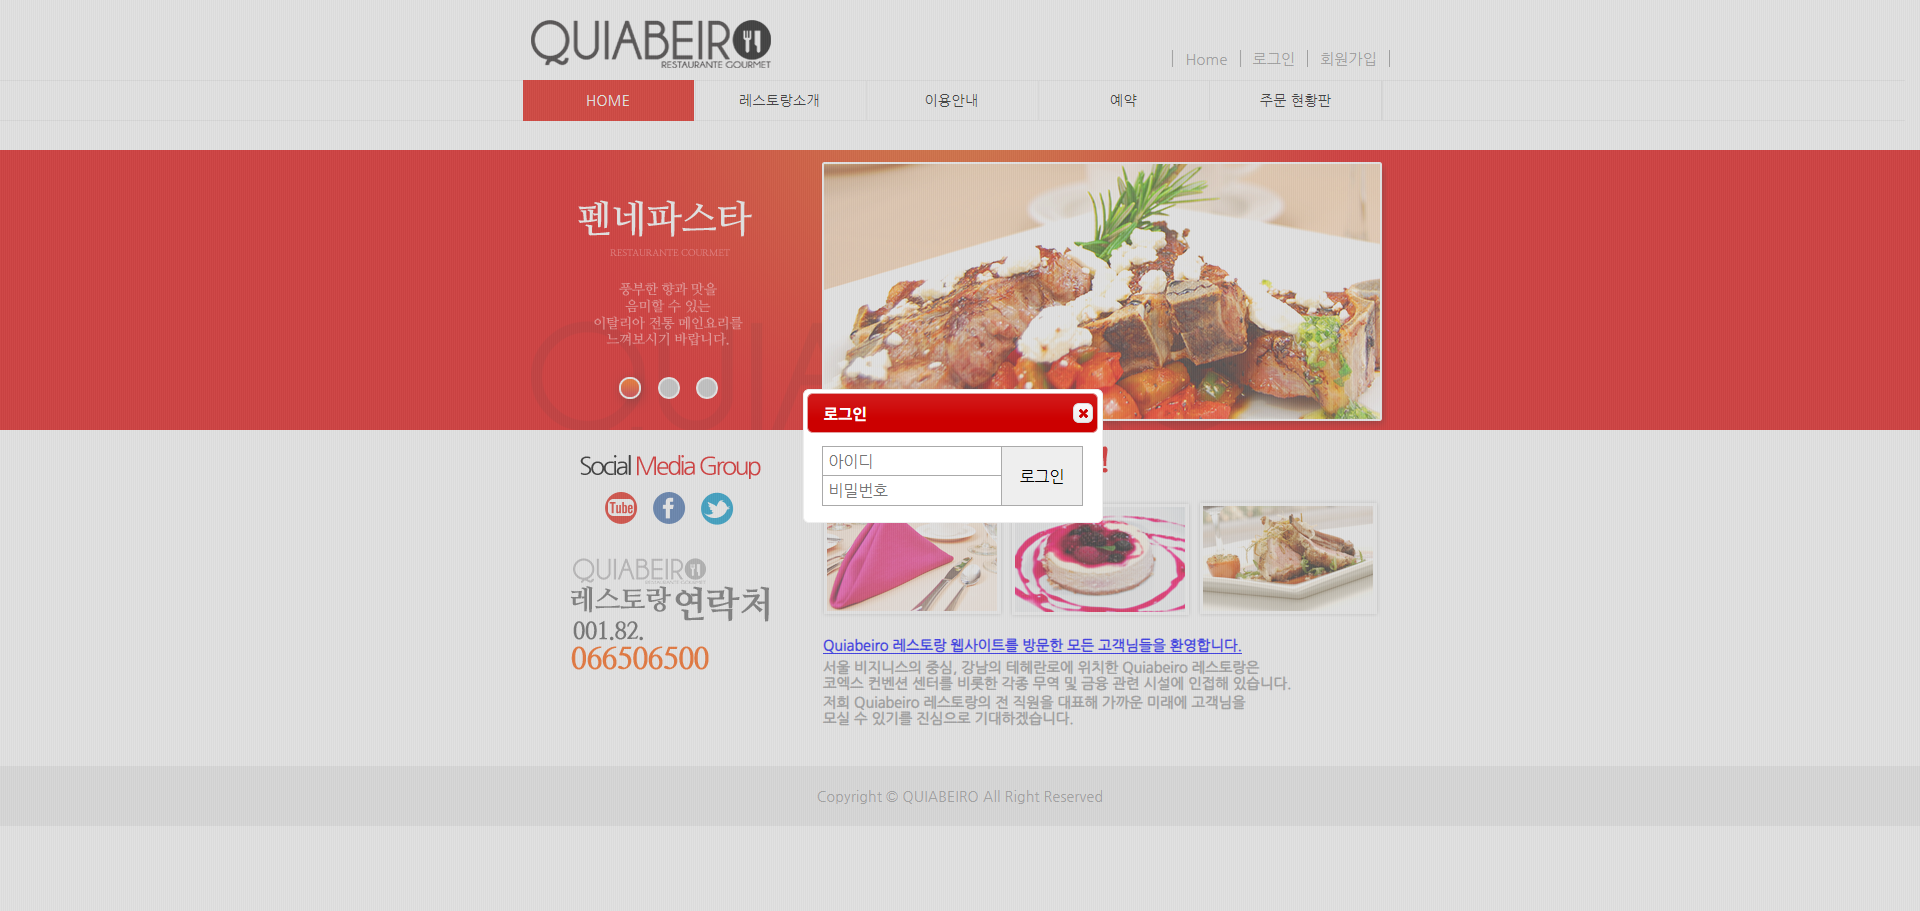 QUIABEIRO
RESTAURANTE GOURMET
Home
로그인
회원가입
HOME
레스토랑소개
이용안내
예약
주문 현황판
펜네파스타
RESTAURANTE COURMET
풍부한 향과 맛을
음미할 수 있는
이탈리아 전통 메인요리를
느껴보시기 바랍니다.
로그인
아이디
비밀번호
로그인
!
Social Media Group
Tube
QUIABEIRO
레스토랑 연락처
001.82.
066506500
Quiabeiro 레스토랑 웹사이트를 방문한 모든 고객님들을 환영합니다.
서울 비지니스의 중심, 강남의 테헤란로에 위치한 Quiabeiro 레스토랑은
코엑스 컨벤션 센터를 비롯한 각종 무역 및 금융 관련 시설에 인접해 있습니다.
저희 Quiabeiro 레스토랑의 전 직원을 대표해 가까운 미래에 고객님을
모실 수 있기를 진심으로 기대하겠습니다.
Copyright © QUIABEIRO All Right Reserved